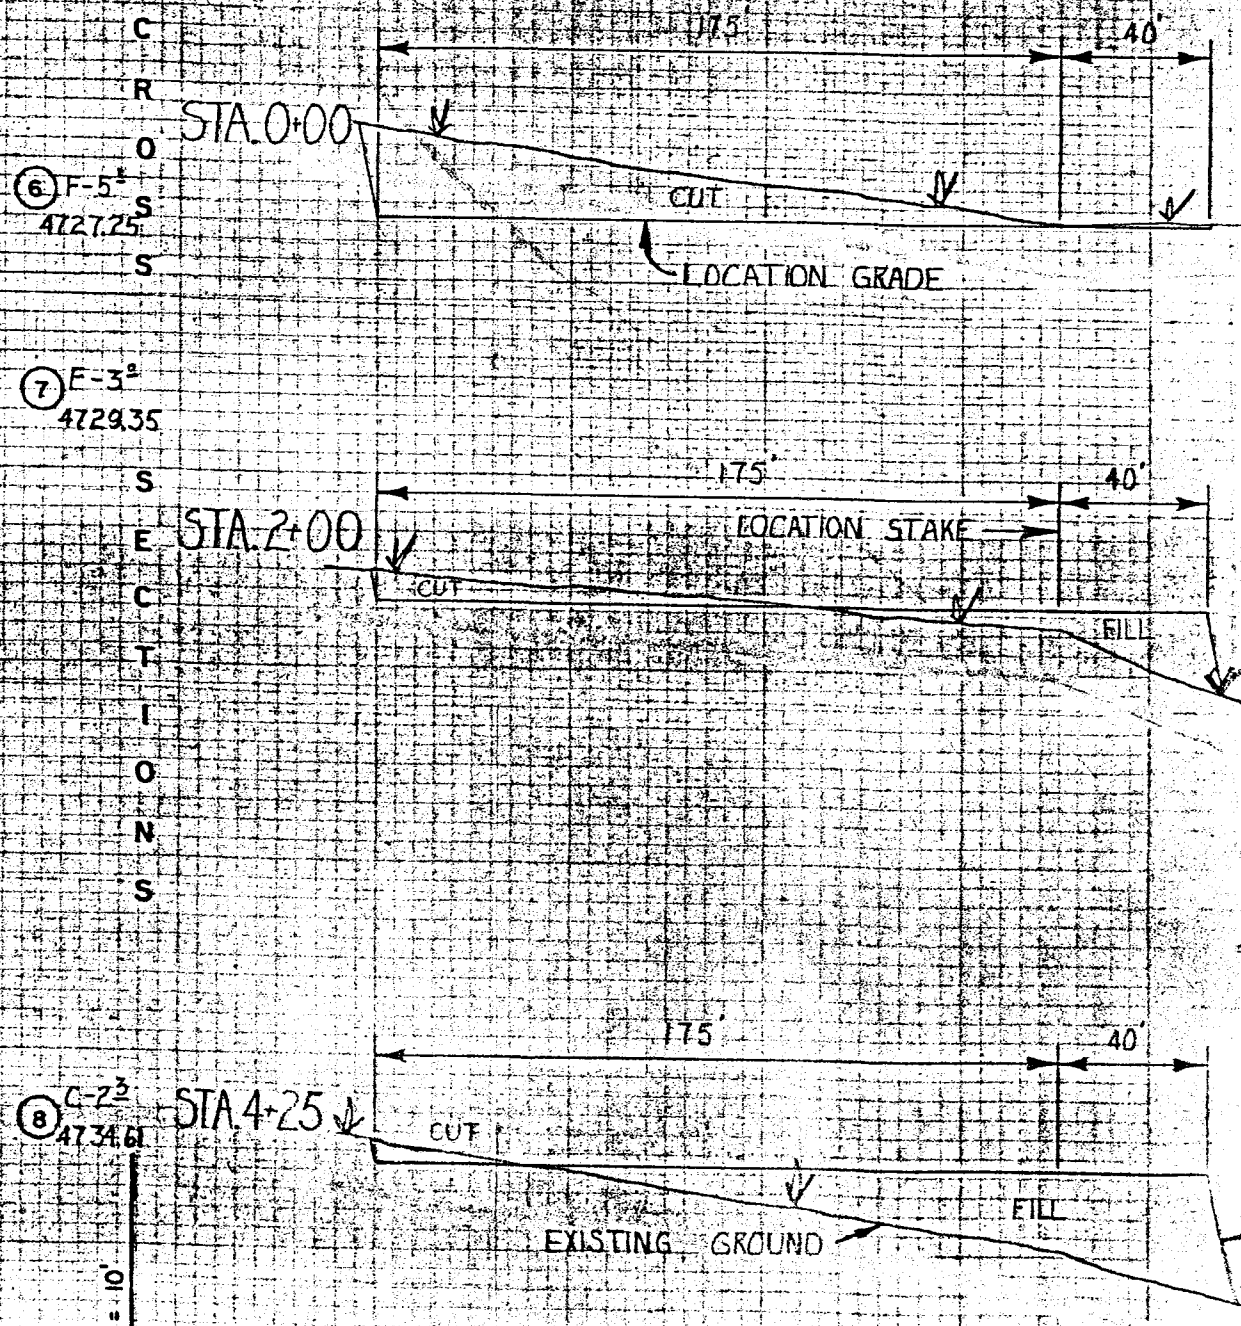 CROSS SECTIONS
175'
40'
STA. 0+00
6 F-5
4727.25
CUT
LOCATION GRADE
7
4729.35
175'
40'
STA. 2+00
LOCATION STAKE
CUT
FILL
175'
40'
8 C-2
4734.61
STA. 4+25
CUT
FILL
EXISTING GROUND
" 10'